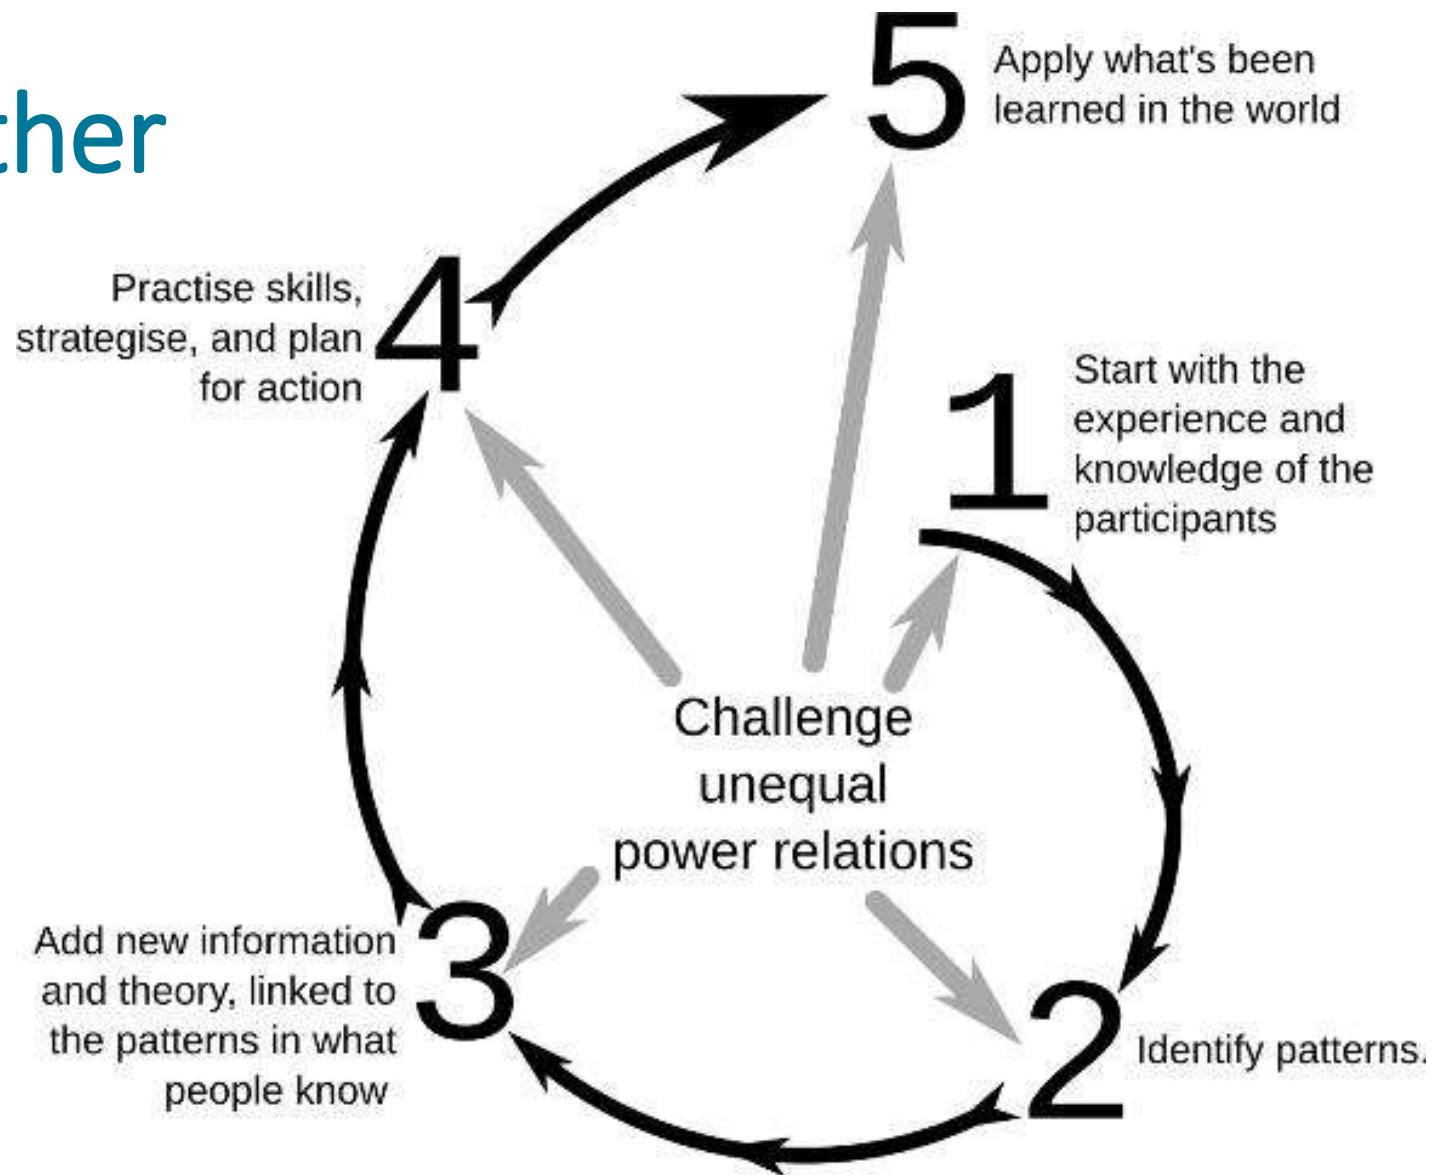 ther
5
Apply what's been
learned in the world
4
Practise skills,
strategise, and plan
for action
1
Start with the
experience and
knowledge of the
participants
Challenge
unequal
power relations
3
Add new information
and theory, linked to
the patterns in what
people know
2
Identify patterns.